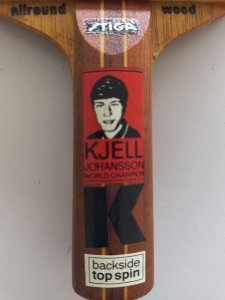 allround wood
STIGA
KJELL
JOHANSSON
WORLD CHAMPION
K
backside
top spin